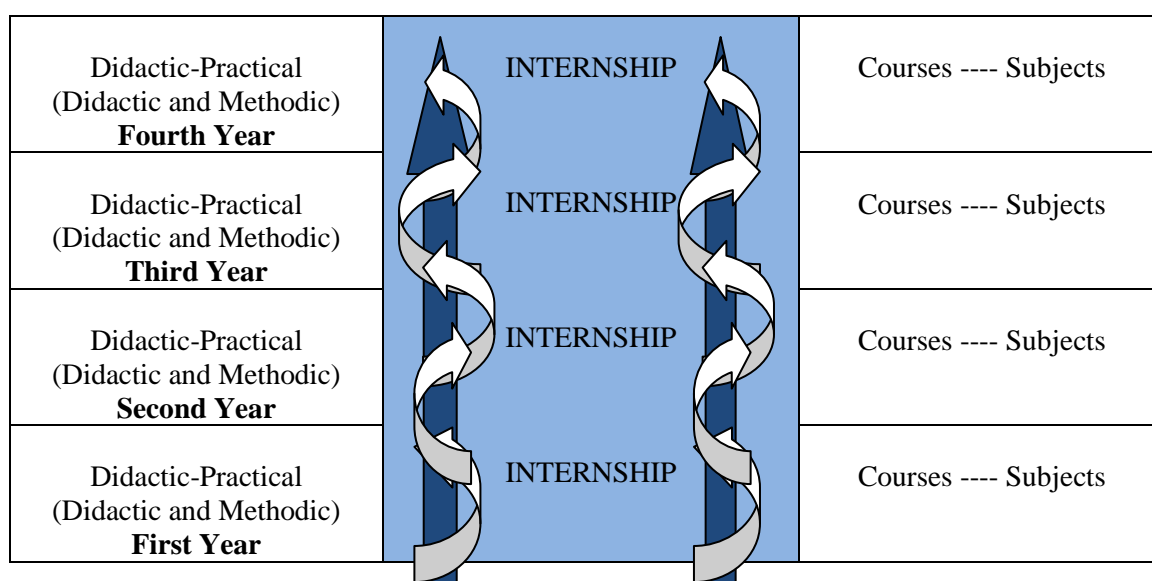 Didactic-Practical
(Didactic and Methodic)
Fourth Year
INTERNSHIP
Courses ---- Subjects
Didactic-Practical
(Didactic and Methodic)
Third Year
INTERNSHIP
Courses ---- Subjects
Didactic-Practical
(Didactic and Methodic)
Second Year
INTERNSHIP
Courses ---- Subjects
Didactic-Practical
(Didactic and Methodic)
First Year
INTERNSHIP
Courses ---- Subjects